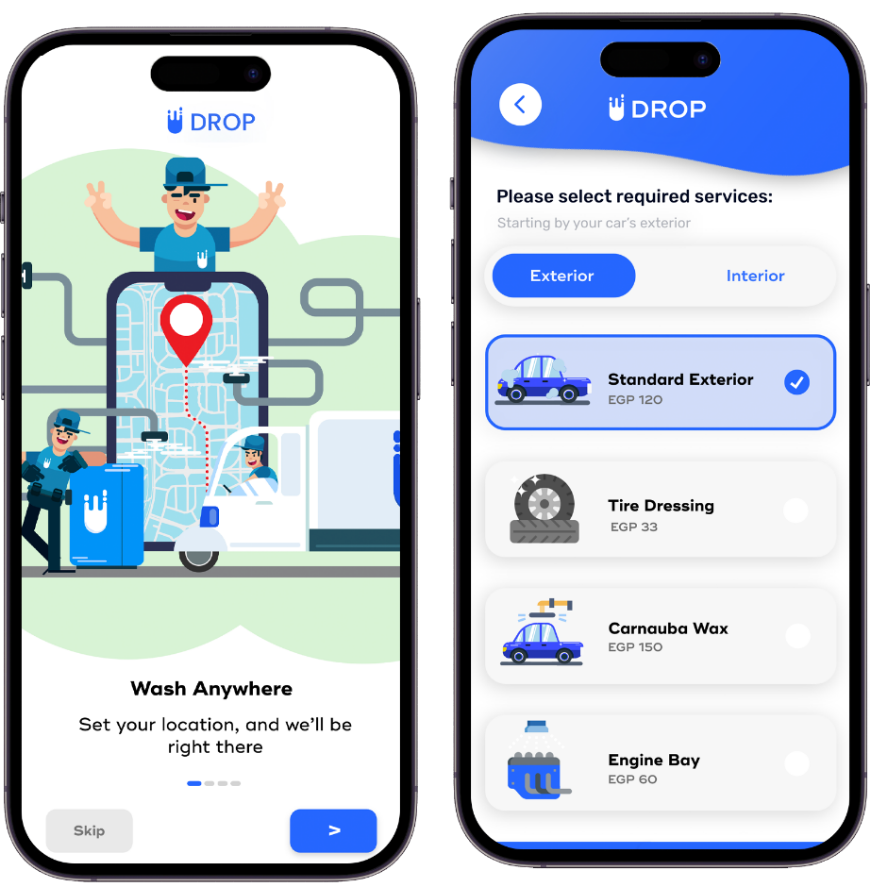 DROP
Wash Anywhere
Set your location, and we'll be
right there
Skip
>
DROP
Please select required services:
Starting by your car's exterior
Exterior
Interior
Standard Exterior
EGP 120
Tire Dressing
EGP 33
Carnauba Wax
EGP 150
Engine Bay
EGP 60